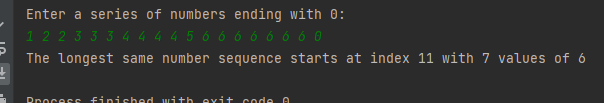 Enter a series of numbers ending with 0:
1 2 2 3 3 3 4 4 4 4 5 6 6 6 6 6 6 6 0
The longest same number sequence starts at index 11 with 7 values of 6
Process finished with exit code 0